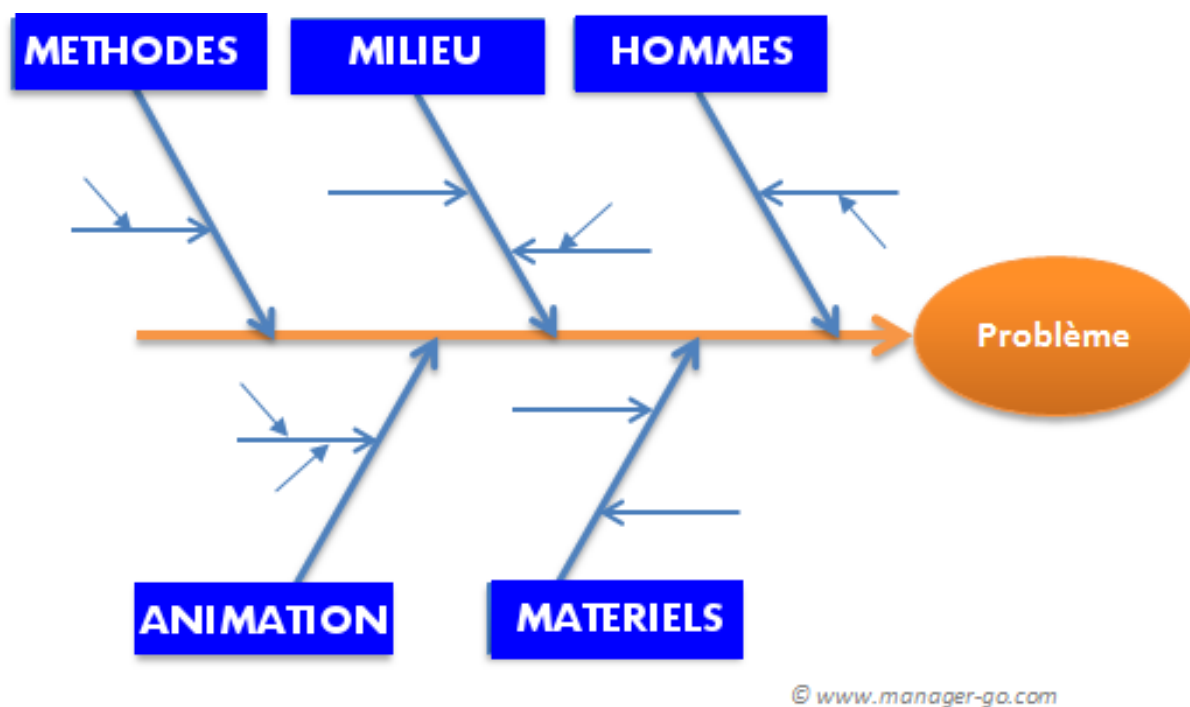 METHODES
MILIEU
HOMMES
Problème
ANIMATION
MATERIELS
© www.manager-go.com